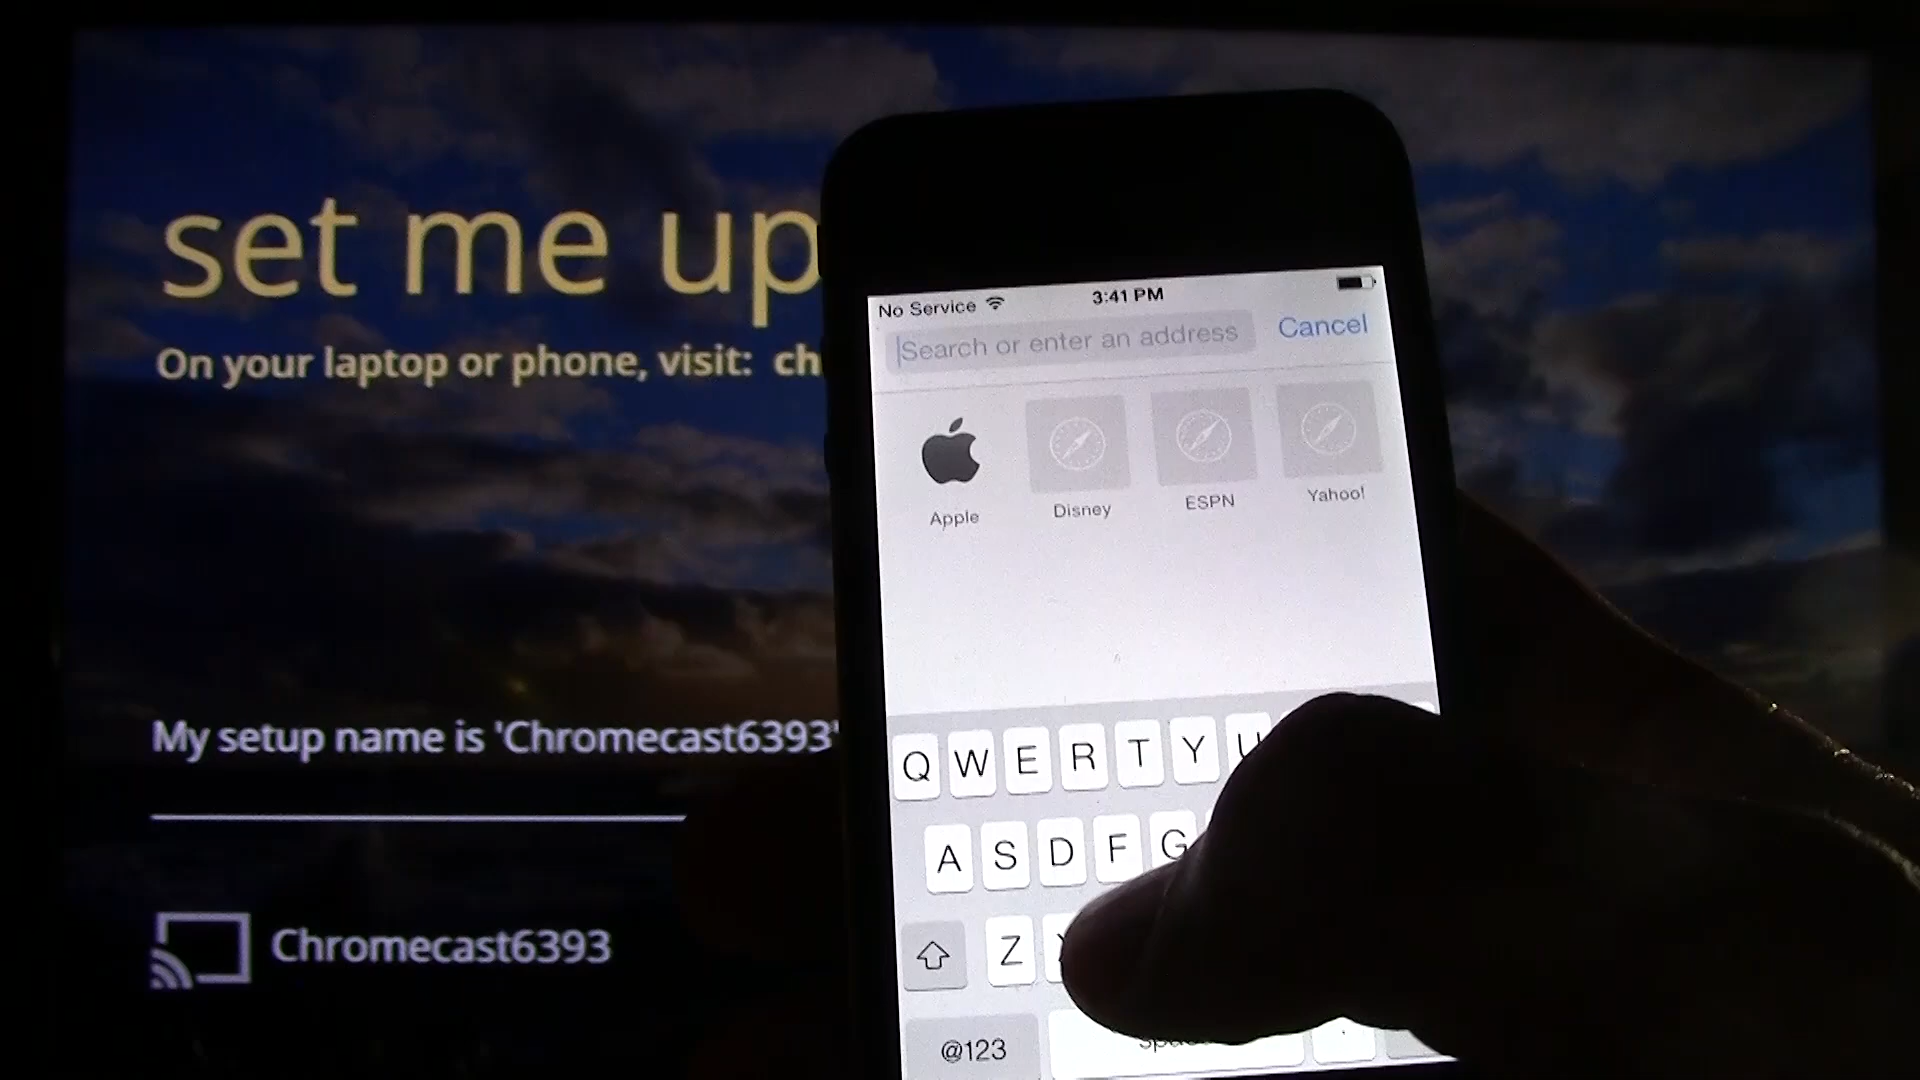 set me up
On your laptop or phone, visit: ch
My setup name is 'Chromecast6393'
Chromecast6393
No Service 3:41 PM
Search or enter an address Cancel
Apple Disney ESPN Yahoo!
Q W E R T Y U
A S D F G
Z
@123